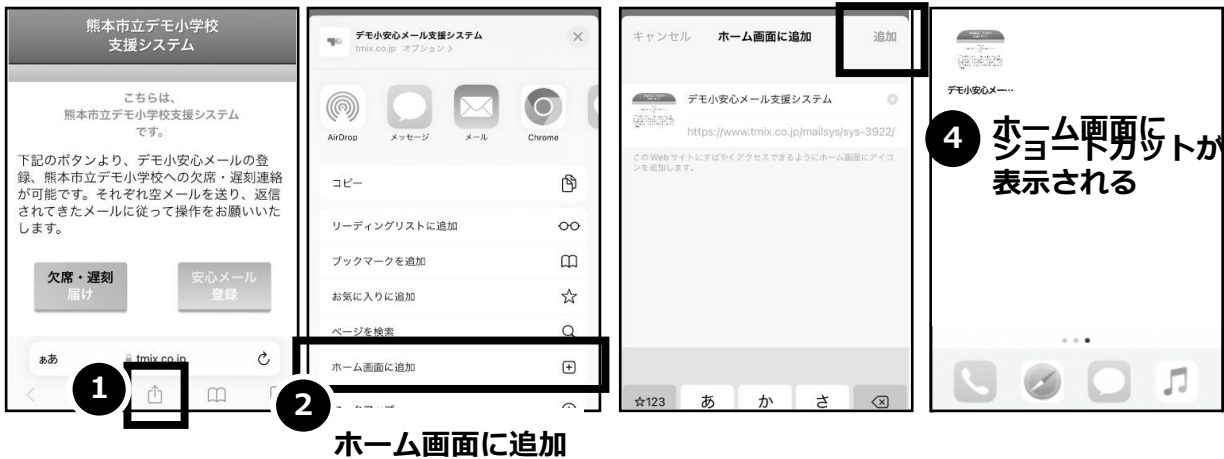 熊本市立デモ小学校
支援システム
こちらは、
熊本市立デモ小学校支援システム
です。
下記のボタンより、デモ小安心メールの登
録、熊本市立デモ小学校への欠席・遅刻連絡
が可能です。それぞれ空メールを送り、返信
されてきたメールに従って操作をお願いいた
します。
欠席・遅刻
届け
安心メール
登録
ぁあ
tmix.co.jp
1
デモ小安心メール支援システム
tmix.co.jp オプション >
AirDrop
メッセージ
メール
Chrome
コピー
リーディングリストに追加
ブックマークを追加
お気に入りに追加
ページを検索
ホーム画面に追加
2
ホーム画面に追加
キャンセル
ホーム画面に追加
追加
デモ小安心メール支援システム
https://www.tmix.co.jp/mailsys/sys-3922/
このWebサイトにすばやくアクセスできるようにホーム画面にアイコ
ンを追加します。
☆123
あ
か
さ
デモ小安心メー…
4
ホーム画面に
ショートカットが
表示される